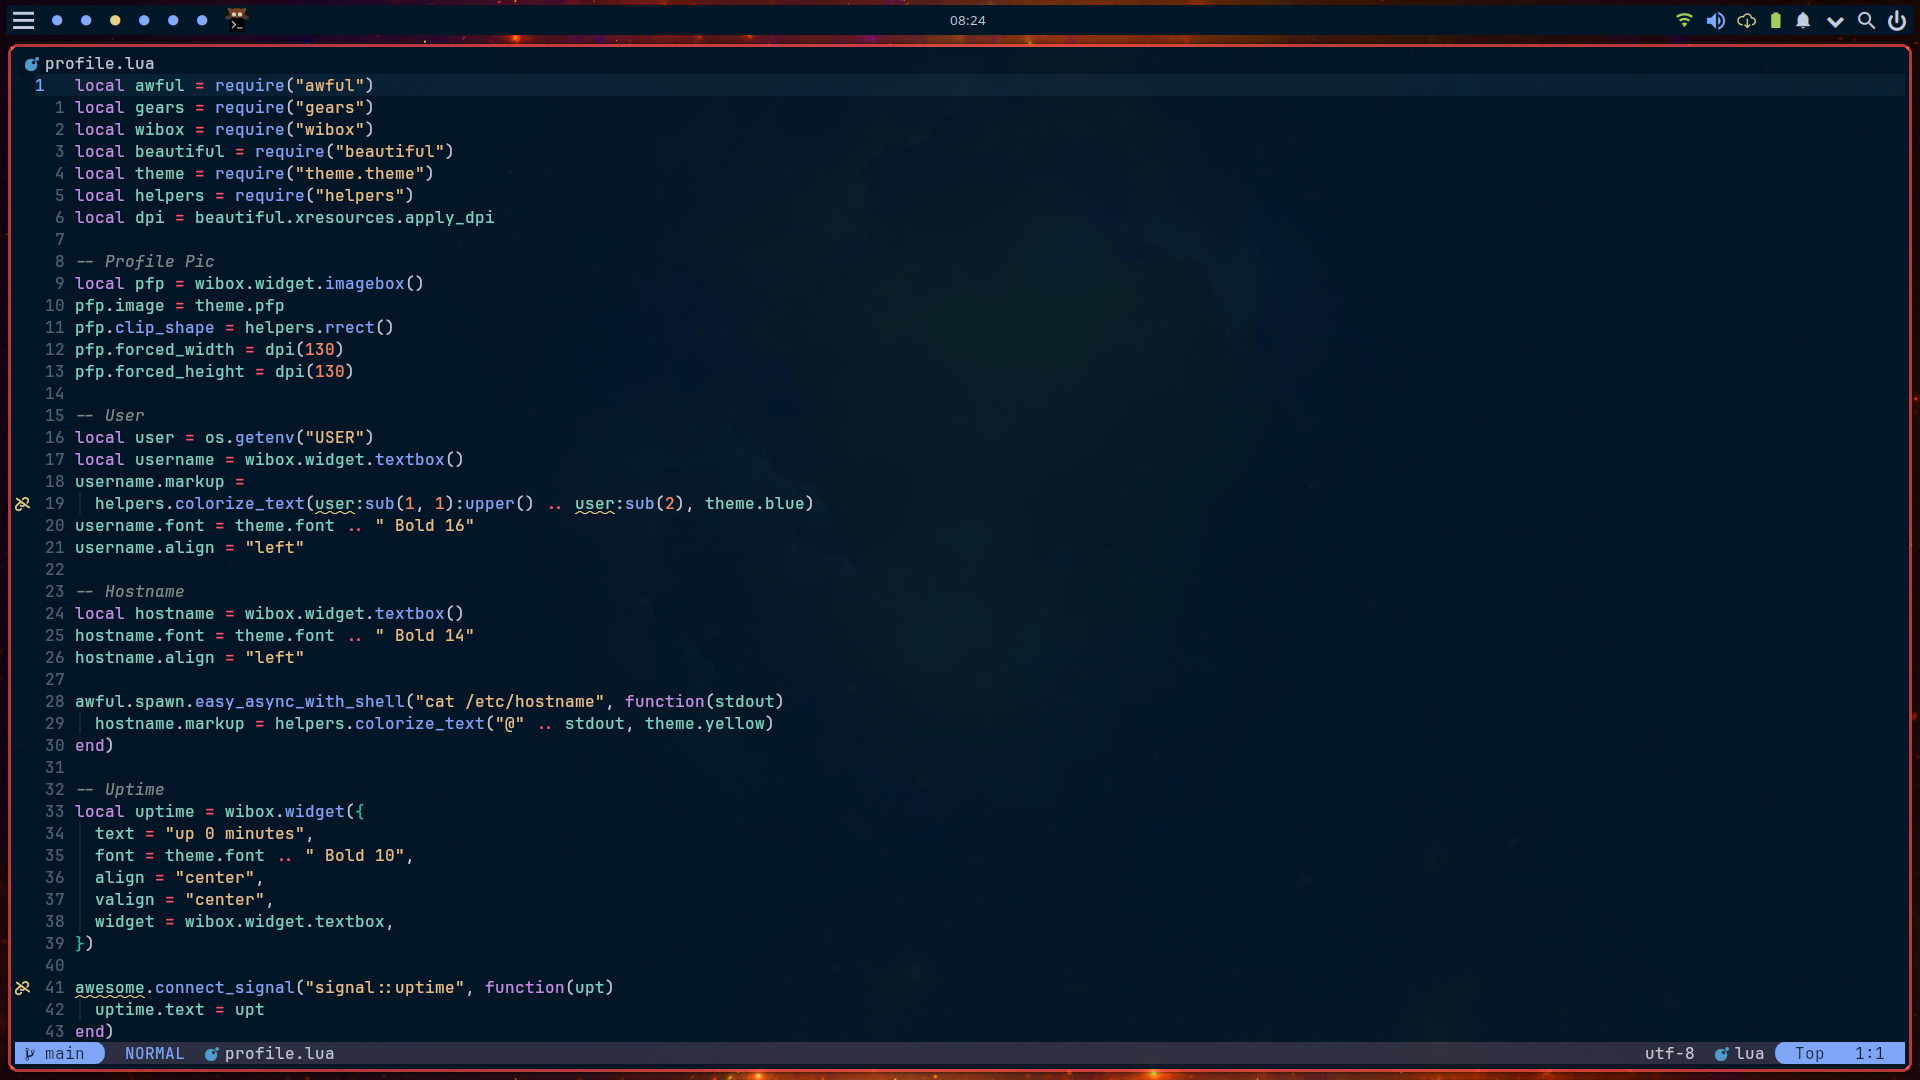 08:24
profile.lua
1 local awful = require("awful")
1 local gears = require("gears")
2 local wibox = require("wibox")
3 local beautiful = require("beautiful")
4 local theme = require("theme.theme")
5 local helpers = require("helpers")
6 local dpi = beautiful.xresources.apply_dpi
7
8 -- Profile Pic
9 local pfp = wibox.widget.imagebox()
10 pfp.image = theme.pfp
11 pfp.clip_shape = helpers.rrect()
12 pfp.forced_width = dpi(130)
13 pfp.forced_height = dpi(130)
14
15 -- User
16 local user = os.getenv("USER")
17 local username = wibox.widget.textbox()
18 username.markup =
19 helpers.colorize_text(user:sub(1, 1):upper() .. user:sub(2), theme.blue)
20 username.font = theme.font .. " Bold 16"
21 username.align = "left"
22
23 -- Hostname
24 local hostname = wibox.widget.textbox()
25 hostname.font = theme.font .. " Bold 14"
26 hostname.align = "left"
27
28 awful.spawn.easy_async_with_shell("cat /etc/hostname", function(stdout)
29 hostname.markup = helpers.colorize_text("@" .. stdout, theme.yellow)
30 end)
31
32 -- Uptime
33 local uptime = wibox.widget({
34 text = "up 0 minutes",
35 font = theme.font .. " Bold 10",
36 align = "center",
37 valign = "center",
38 widget = wibox.widget.textbox,
39 })
40
41 awesome.connect_signal("signal::uptime", function(upt)
42 uptime.text = upt
43 end)
main NORMAL profile.lua utf-8 lua Top 1:1